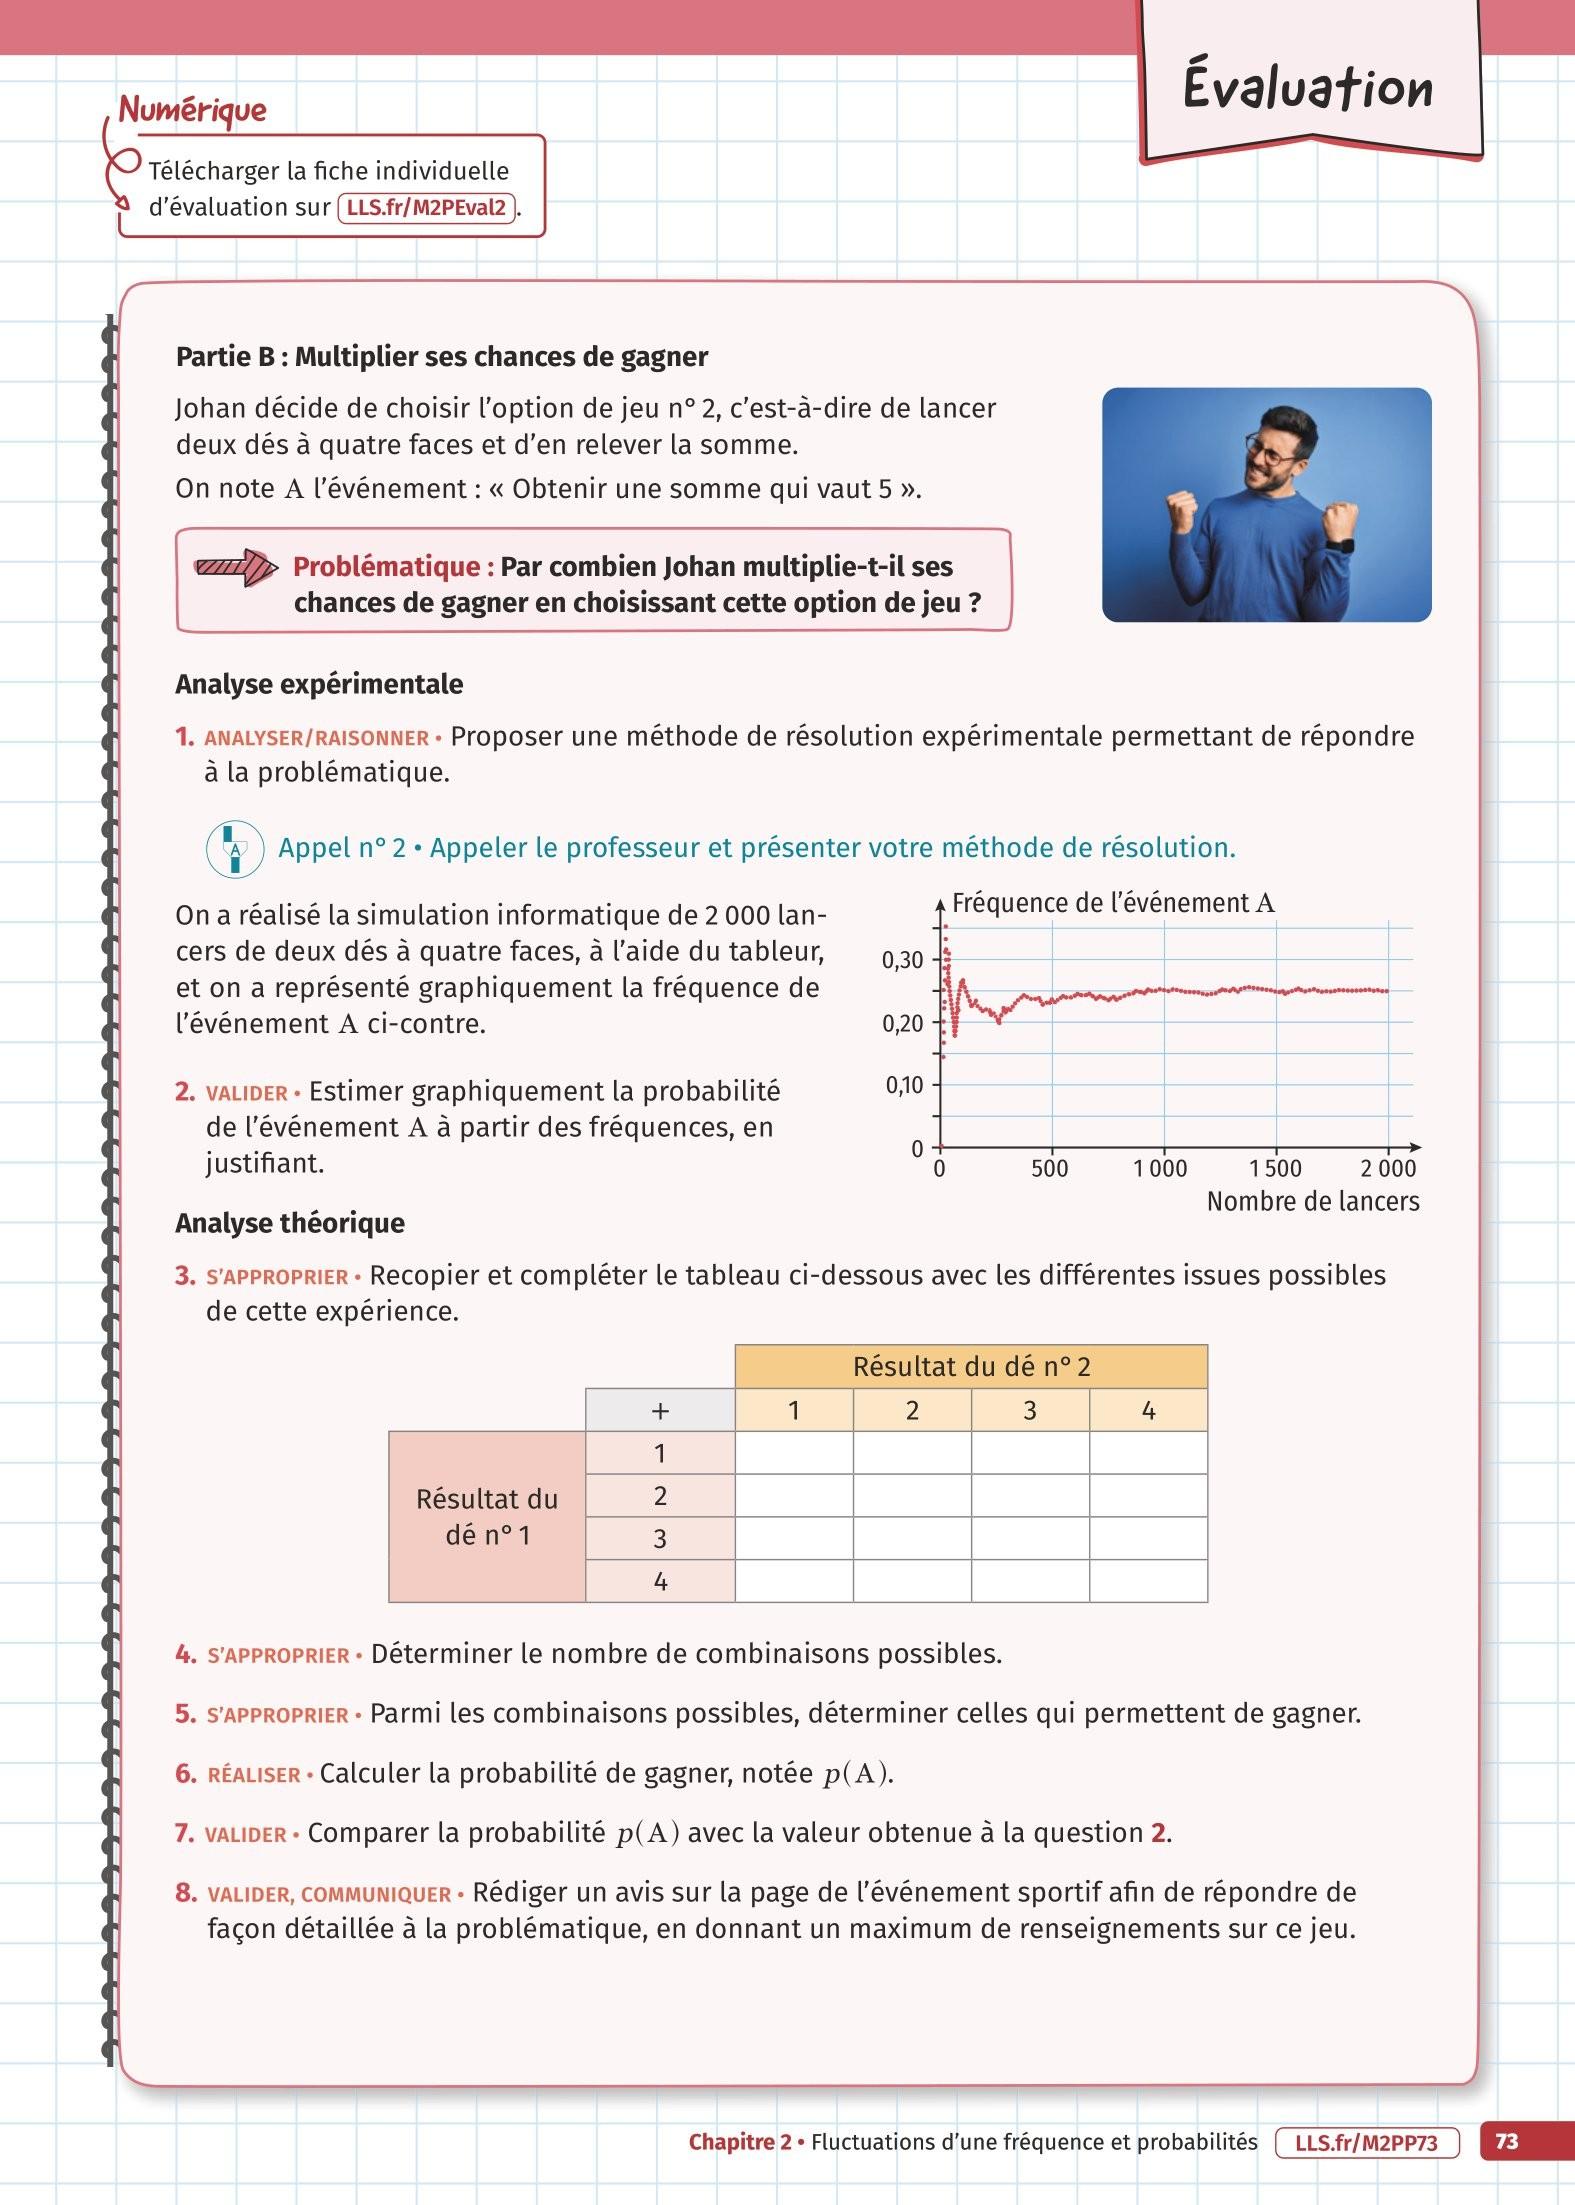 Évaluation
Numérique
Télécharger la fiche individuelle
d'évaluation sur LLS.fr/M2PEval2.
Partie B : Multiplier ses chances de gagner
Johan décide de choisir l'option de jeu n° 2, c'est-à-dire de lancer
deux dés à quatre faces et d'en relever la somme.
On note A l'événement : « Obtenir une somme qui vaut 5 ».
Problématique : Par combien Johan multiplie-t-il ses
chances de gagner en choisissant cette option de jeu ?
Analyse expérimentale
1. ANALYSER/RAISONNER • Proposer une méthode de résolution expérimentale permettant de répondre
à la problématique.
A
Appel n° 2 • Appeler le professeur et présenter votre méthode de résolution.
On a réalisé la simulation informatique de 2 000 lan-
cers de deux dés à quatre faces, à l'aide du tableur,
et on a représenté graphiquement la fréquence de
l'événement A ci-contre.
2. VALIDER • Estimer graphiquement la probabilité
de l'événement A à partir des fréquences, en
justifiant.
Fréquence de l'événement A
0,30
0,20
0,10
0
0 500 1 000 1 500 2 000
Nombre de lancers
Analyse théorique
3. S'APPROPRIER • Recopier et compléter le tableau ci-dessous avec les différentes issues possibles
de cette expérience.
Résultat du dé n° 2
+ 1 2 3 4
Résultat du
dé n° 1
1
2
3
4
4. S'APPROPRIER • Déterminer le nombre de combinaisons possibles.
5. S'APPROPRIER • Parmi les combinaisons possibles, déterminer celles qui permettent de gagner.
6. RÉALISER • Calculer la probabilité de gagner, notée p(A).
7. VALIDER • Comparer la probabilité p(A) avec la valeur obtenue à la question 2.
8. VALIDER, COMMUNIQUER • Rédiger un avis sur la page de l'événement sportif afin de répondre de
façon détaillée à la problématique, en donnant un maximum de renseignements sur ce jeu.
Chapitre 2 • Fluctuations d'une fréquence et probabilités LLS.fr/M2PP73 73